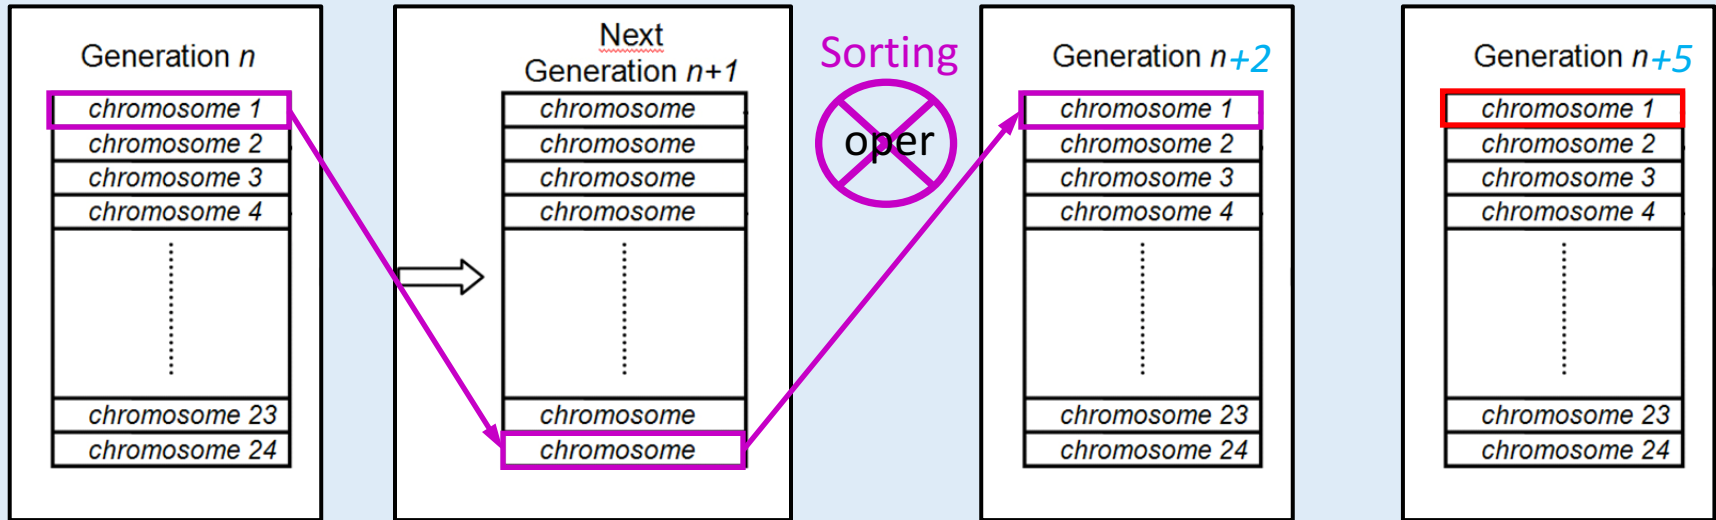 Generation n
chromosome 1
chromosome 2
chromosome 3
chromosome 4
chromosome 23
chromosome 24
Next
Generation n+1
chromosome
chromosome
chromosome
chromosome
chromosome
chromosome
Sorting
oper
Generation n+2
chromosome 1
chromosome 2
chromosome 3
chromosome 4
chromosome 23
chromosome 24
Generation n+5
chromosome 1
chromosome 2
chromosome 3
chromosome 4
chromosome 23
chromosome 24